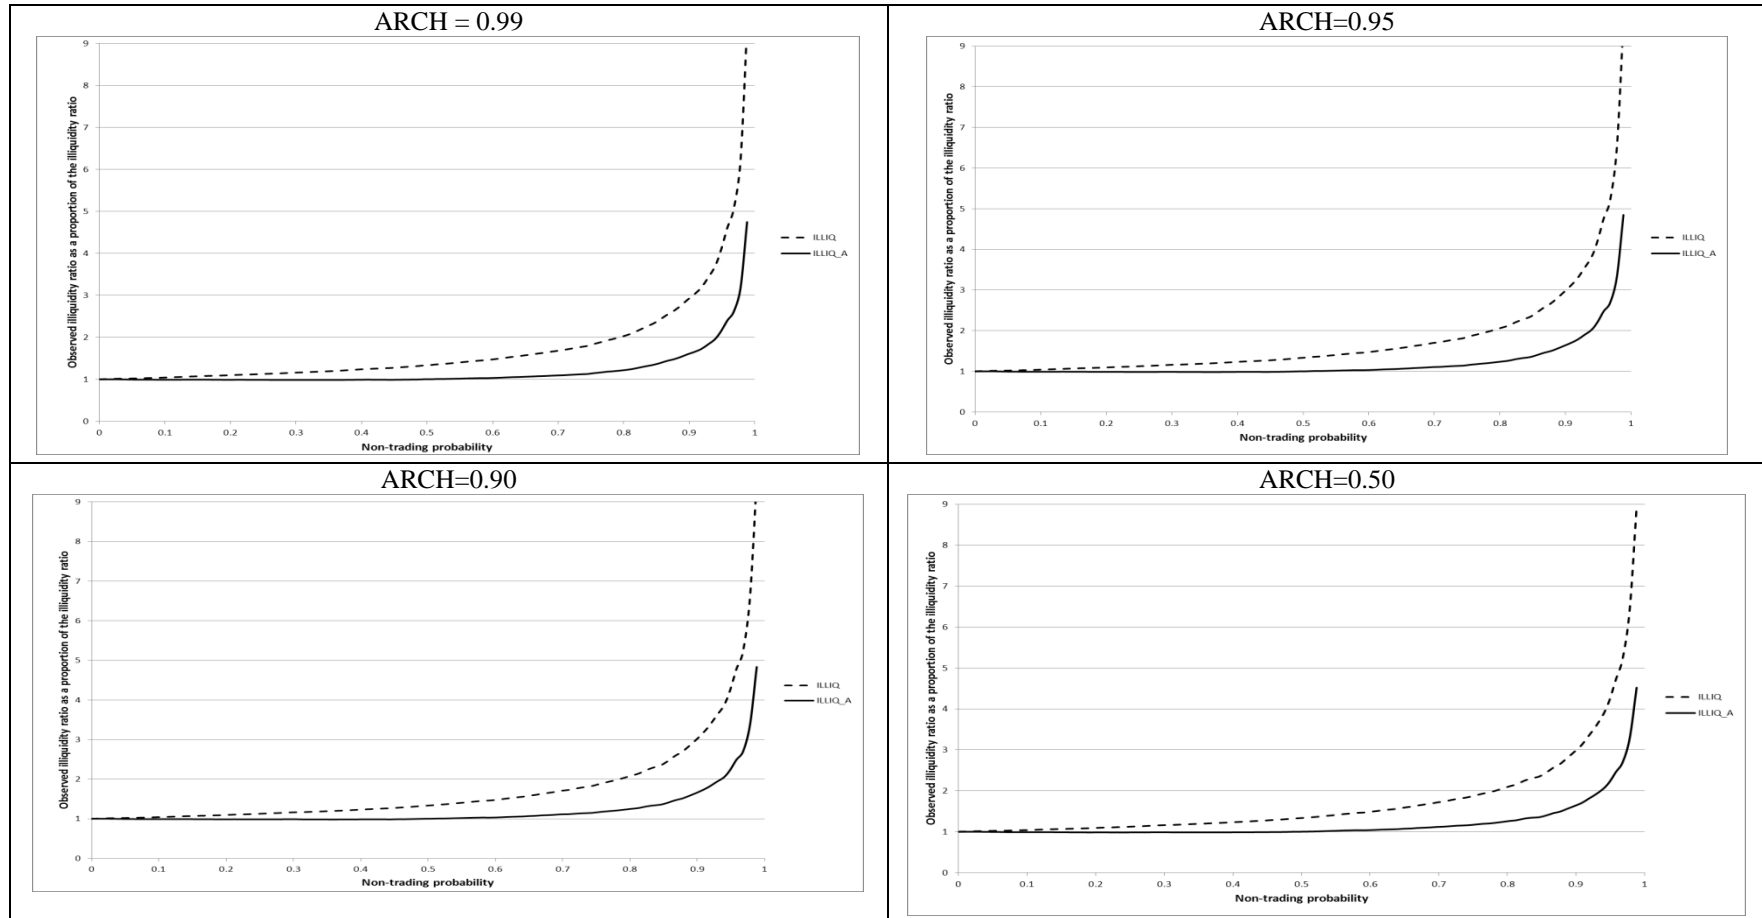 ARCH = 0.99
Observed illiquidity ratio as a proportion of the illiquidity ratio
9
8
7
6
5
4
3
2
1
0
0 0.1 0.2 0.3 0.4 0.5 0.6 0.7 0.8 0.9 1
Non-trading probability
ILLIQ
ILLIQ_A
ARCH=0.95
Observed illiquidity ratio as a proportion of the illiquidity ratio
9
8
7
6
5
4
3
2
1
0
0 0.1 0.2 0.3 0.4 0.5 0.6 0.7 0.8 0.9 1
Non-trading probability
ILLIQ
ILLIQ_A
ARCH=0.90
Observed illiquidity ratio as a proportion of the illiquidity ratio
9
8
7
6
5
4
3
2
1
0
0 0.1 0.2 0.3 0.4 0.5 0.6 0.7 0.8 0.9 1
Non-trading probability
ILLIQ
ILLIQ_A
ARCH=0.50
Observed illiquidity ratio as a proportion of the illiquidity ratio
9
8
7
6
5
4
3
2
1
0
0 0.1 0.2 0.3 0.4 0.5 0.6 0.7 0.8 0.9 1
Non-trading probability
ILLIQ
ILLIQ_A